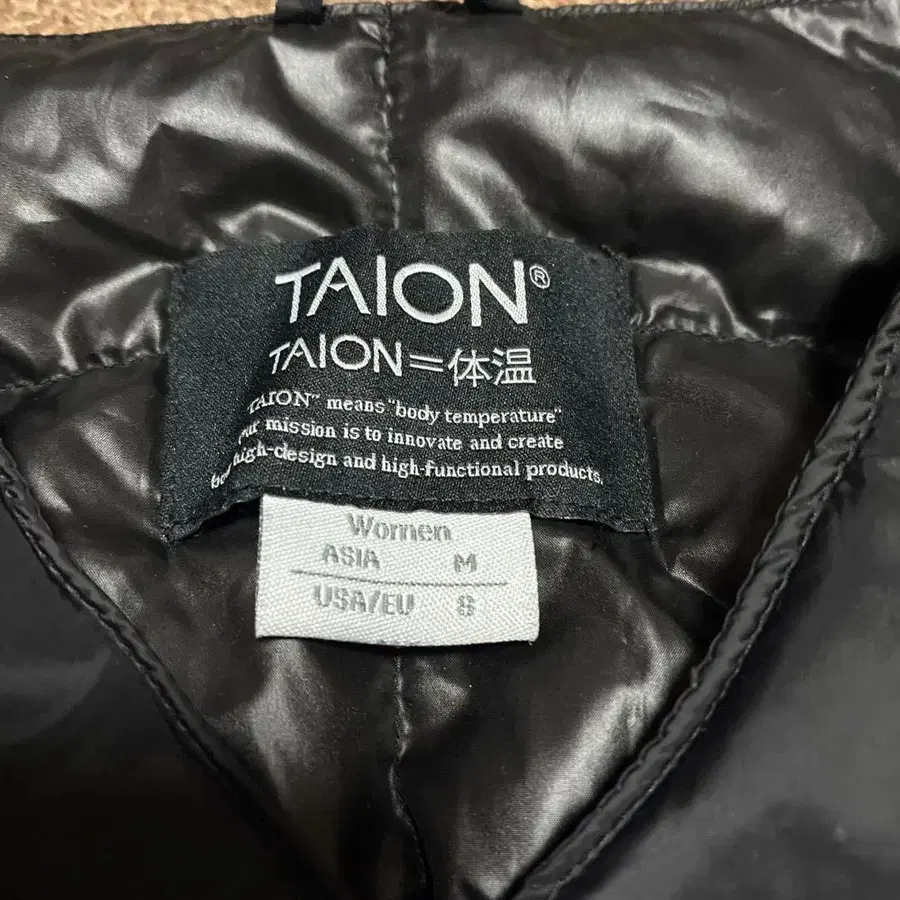 TAION®
TAION=体温
TAION" means "body temperature"
mission is to innovate and create
high-design and high-functional products.
Women
ASIA M
USA/EU S